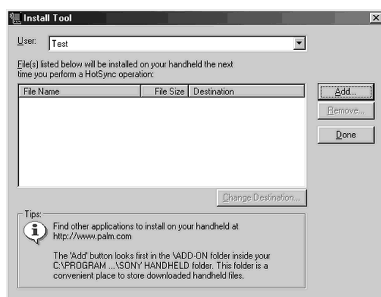 Install Tool
User: Test
File(s) listed below will be installed on your handheld the next
time you perform a HotSync operation:
File Name File Size Destination
Add...
Remove...
Done
Change Destination...
Tips:
Find other applications to install on your handheld at
http://www.palm.com
The 'Add' button looks first in the \ADD-ON folder inside your
C:\PROGRAM ...\SONY HANDHELD folder. This folder is a
convenient place to store downloaded handheld files.